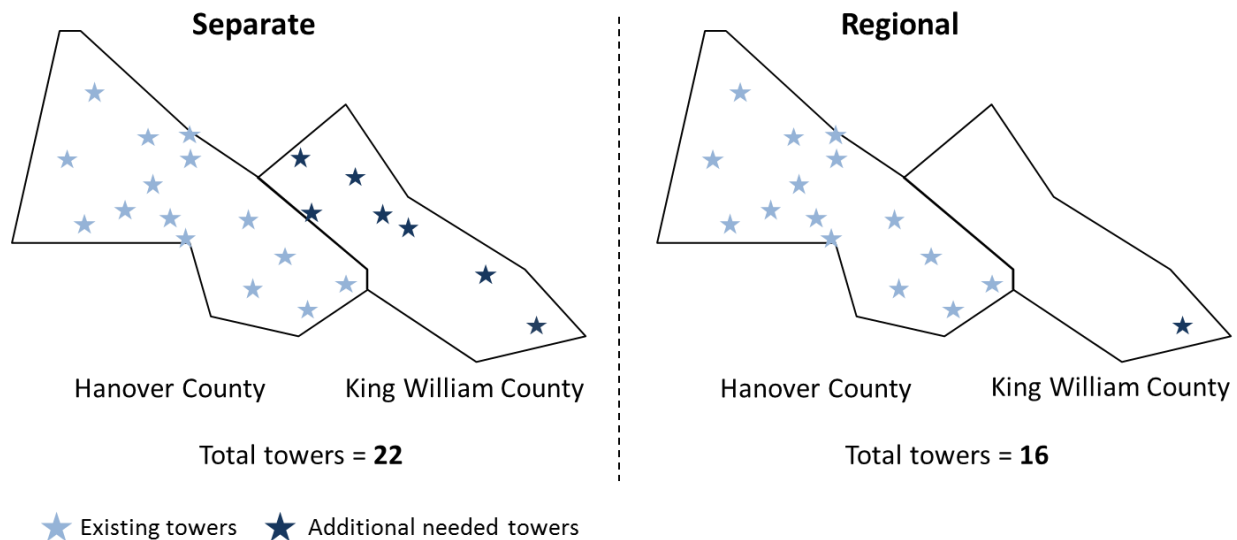 Separate
Regional
Hanover County
King William County
Hanover County
King William County
Total towers = 22
Total towers = 16
Existing towers
Additional needed towers